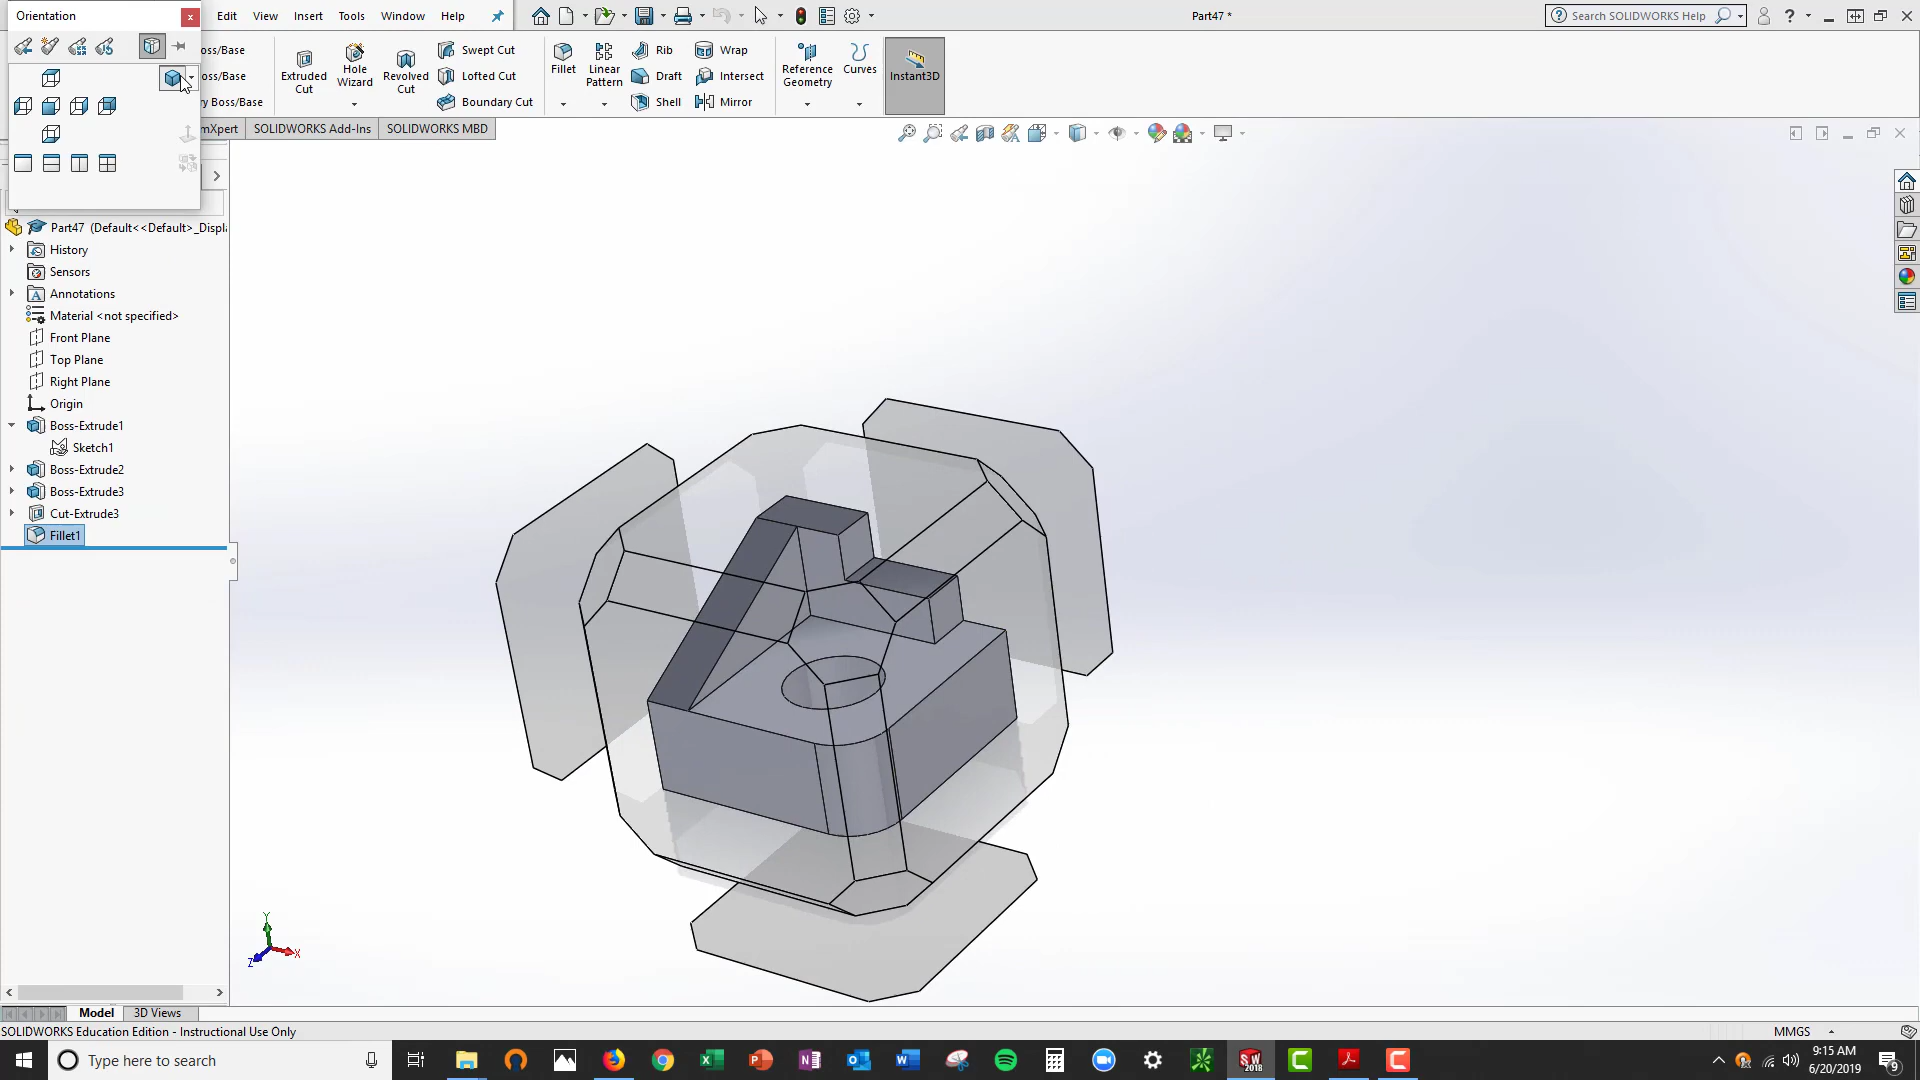 Orientation
Edit View Insert Tools Window Help
Part47 *
Search SOLIDWORKS Help
oss/Base
oss/Base
ry Boss/Base
Extruded Cut
Hole Wizard
Revolved Cut
Swept Cut
Lofted Cut
Boundary Cut
Fillet
Linear Pattern
Rib
Draft
Shell
Wrap
Intersect
Mirror
Reference Geometry
Curves
Instant3D
mXpert SOLIDWORKS Add-Ins SOLIDWORKS MBD
Part47 (Default<<Default>_Displ
History
Sensors
Annotations
Material <not specified>
Front Plane
Top Plane
Right Plane
Origin
Boss-Extrude1
Sketch1
Boss-Extrude2
Boss-Extrude3
Cut-Extrude3
Fillet1
Y
X
Z
Model 3D Views
SOLIDWORKS Education Edition - Instructional Use Only
MMGS
Type here to search
SW 2018
9:15 AM
6/20/2019
9